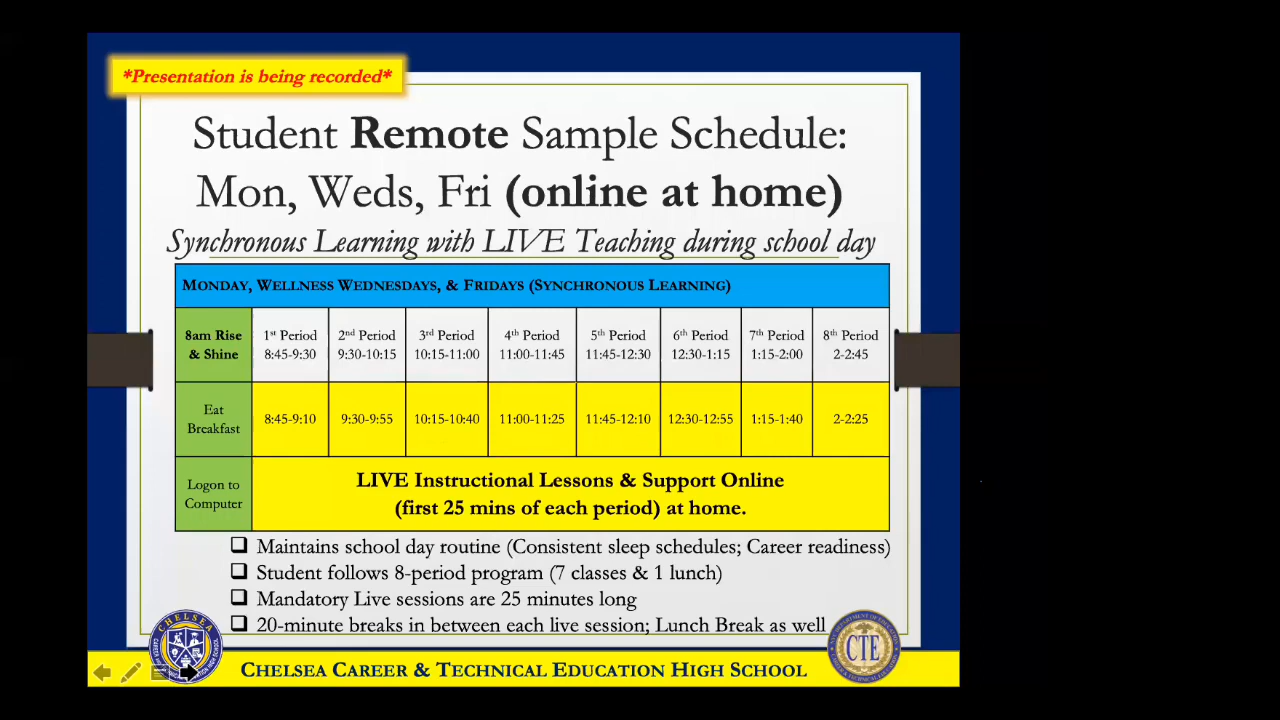 *Presentation is being recorded*
Student Remote Sample Schedule:
Mon, Weds, Fri (online at home)
Synchronous Learning with LIVE Teaching during school day
MONDAY, WELLNESS WEDNESDAYS, & FRIDAYS (SYNCHRONOUS LEARNING)
8am Rise & Shine
1st Period 8:45-9:30
2nd Period 9:30-10:15
3rd Period 10:15-11:00
4th Period 11:00-11:45
5th Period 11:45-12:30
6th Period 12:30-1:15
7th Period 1:15-2:00
8th Period 2-2:45
Eat Breakfast
8:45-9:10
9:30-9:55
10:15-10:40
11:00-11:25
11:45-12:10
12:30-12:55
1:15-1:40
2-2:25
Logon to Computer
LIVE Instructional Lessons & Support Online
(first 25 mins of each period) at home.
Maintains school day routine (Consistent sleep schedules; Career readiness)
Student follows 8-period program (7 classes & 1 lunch)
Mandatory Live sessions are 25 minutes long
20-minute breaks in between each live session; Lunch Break as well
CHELSEA
CTE
CHELSEA CAREER & TECHNICAL EDUCATION HIGH SCHOOL